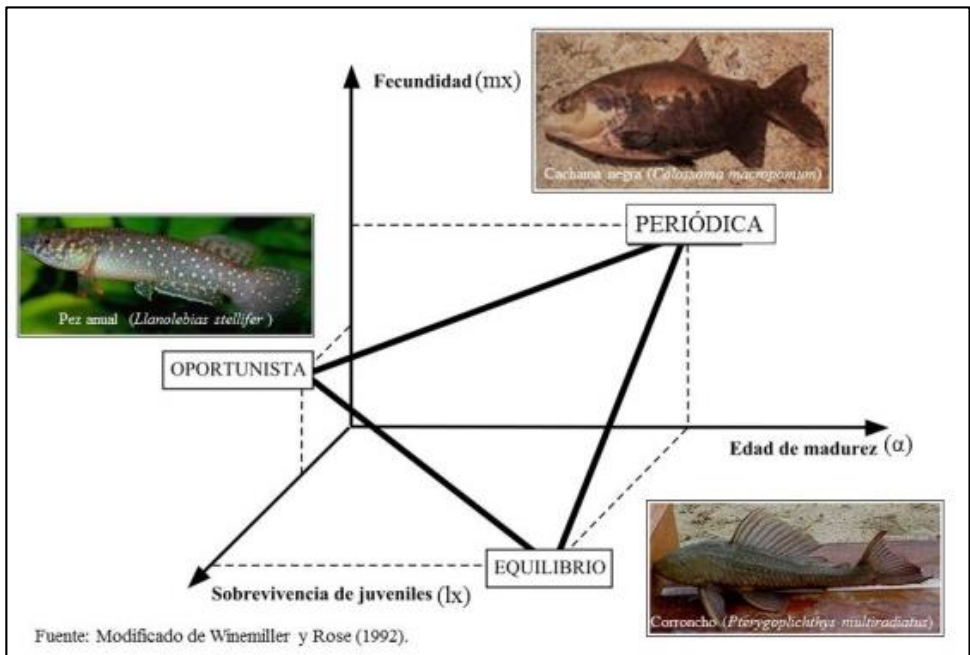 Fecundidad (mx)
Cachama negra (Colossoma macropomum)
PERIÓDICA
Pez anual (Llanolebias stellifer )
OPORTUNISTA
Edad de madurez (α)
EQUILIBRIO
Sobrevivencia de juveniles (lx)
Corroncho (Pterygoplichthys multiradiatus)
Fuente: Modificado de Winemiller y Rose (1992).